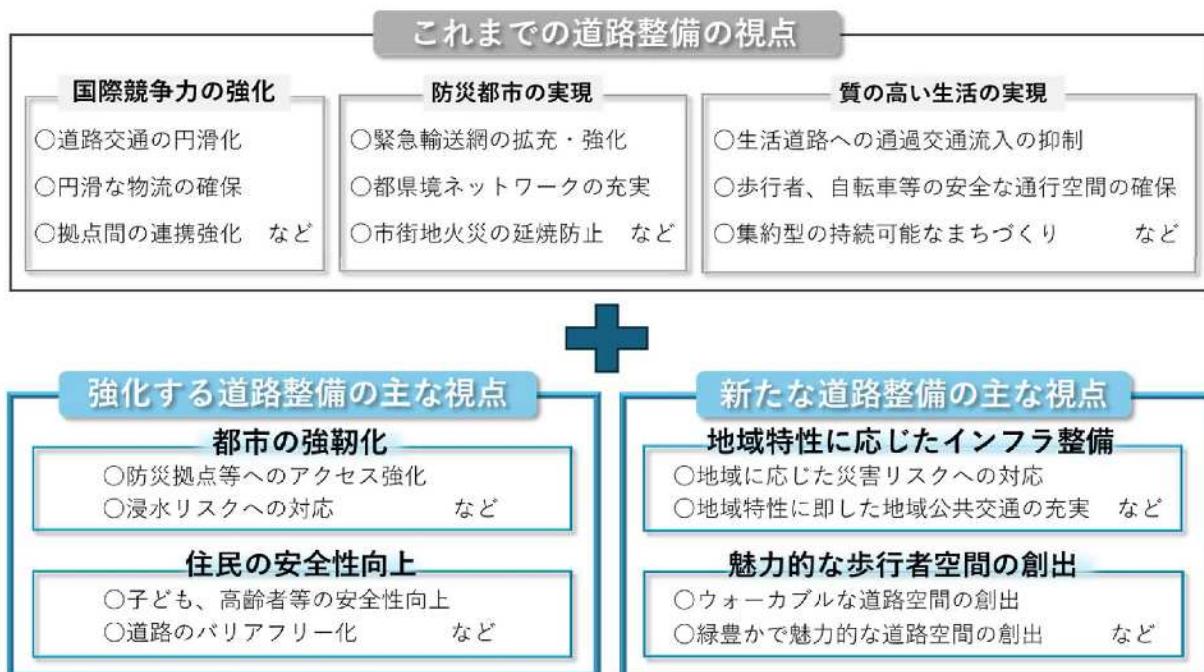 これまでの道路整備の視点
国際競争力の強化
○道路交通の円滑化
○円滑な物流の確保
○拠点間の連携強化　など
防災都市の実現
○緊急輸送網の拡充・強化
○都県境ネットワークの充実
○市街地火災の延焼防止　など
質の高い生活の実現
○生活道路への通過交通流入の抑制
○歩行者、自転車等の安全な通行空間の確保
○集約型の持続可能なまちづくり　など
強化する道路整備の主な視点
都市の強靭化
○防災拠点等へのアクセス強化
○浸水リスクへの対応　など
住民の安全性向上
○子ども、高齢者等の安全性向上
○道路のバリアフリー化　など
新たな道路整備の主な視点
地域特性に応じたインフラ整備
○地域に応じた災害リスクへの対応
○地域特性に即した地域公共交通の充実　など
魅力的な歩行者空間の創出
○ウォーカブルな道路空間の創出
○緑豊かで魅力的な道路空間の創出　など